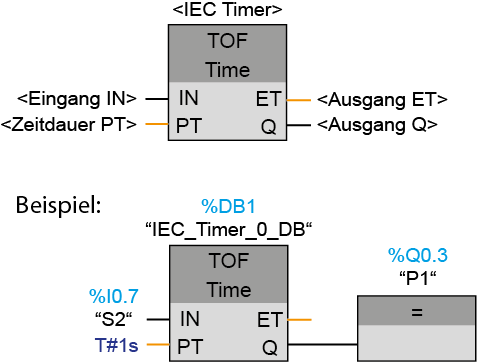 <IEC Timer>
TOF
Time
<Eingang IN> IN ET <Ausgang ET>
<Zeitdauer PT> PT Q <Ausgang Q>
Beispiel:
%DB1
“IEC_Timer_0_DB“
TOF
Time
%Q0.3
“P1“
=
%I0.7
“S2“ IN ET
T#1s PT Q